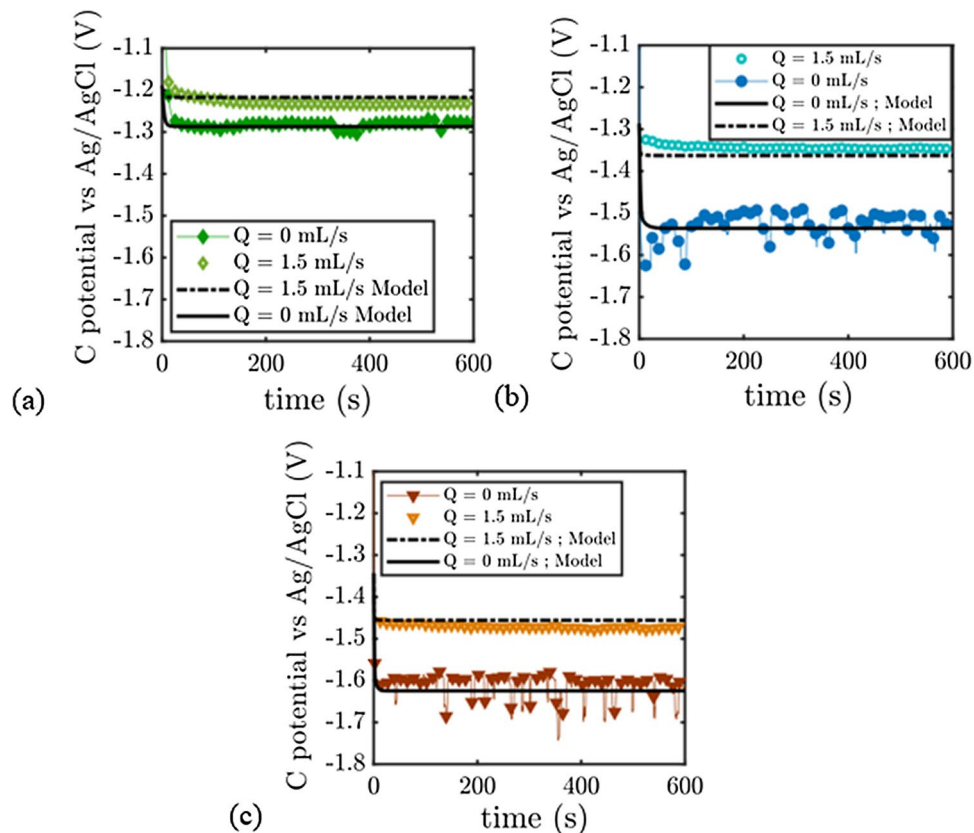 C potential vs Ag/AgCl (V)
-1.1
-1.2
-1.3
-1.4
-1.5
-1.6
-1.7
-1.8
Q = 0 mL/s
Q = 1.5 mL/s
Q = 1.5 mL/s Model
Q = 0 mL/s Model
0
200
400
600
time (s)
(a)
C potential vs Ag/AgCl (V)
-1.1
-1.2
-1.3
-1.4
-1.5
-1.6
-1.7
-1.8
Q = 1.5 mL/s
Q = 0 mL/s
Q = 0 mL/s ; Model
Q = 1.5 mL/s ; Model
0
200
400
600
time (s)
(b)
C potential vs Ag/AgCl (V)
-1.1
-1.2
-1.3
-1.4
-1.5
-1.6
-1.7
-1.8
Q = 0 mL/s
Q = 1.5 mL/s
Q = 1.5 mL/s ; Model
Q = 0 mL/s ; Model
0
200
400
600
time (s)
(c)